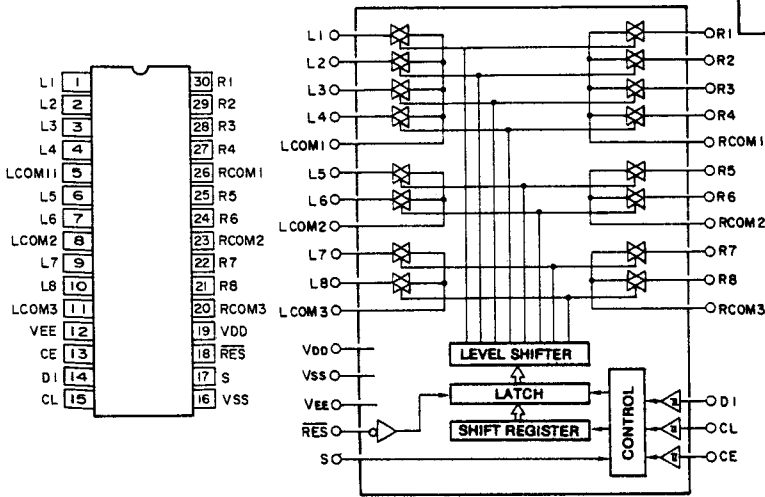 L1 1 30 R1
L2 2 29 R2
L3 3 28 R3
L4 4 27 R4
LCOM11 5 26 RCOM1
L5 6 25 R5
L6 7 24 R6
LCOM2 8 23 RCOM2
L7 9 22 R7
L8 10 21 R8
LCOM3 11 20 RCOM3
VEE 12 19 VDD
CE 13 18 RES
DI 14 17 S
CL 15 16 VSS
L1 R1
L2 R2
L3 R3
L4 R4
LCOM1 RCOM1
L5 R5
L6 R6
LCOM2 RCOM2
L7 R7
L8 R8
LCOM3 RCOM3
VDD LEVEL SHIFTER
VSS
VEE LATCH
RES SHIFT REGISTER
S
CONTROL
DI
CL
CE